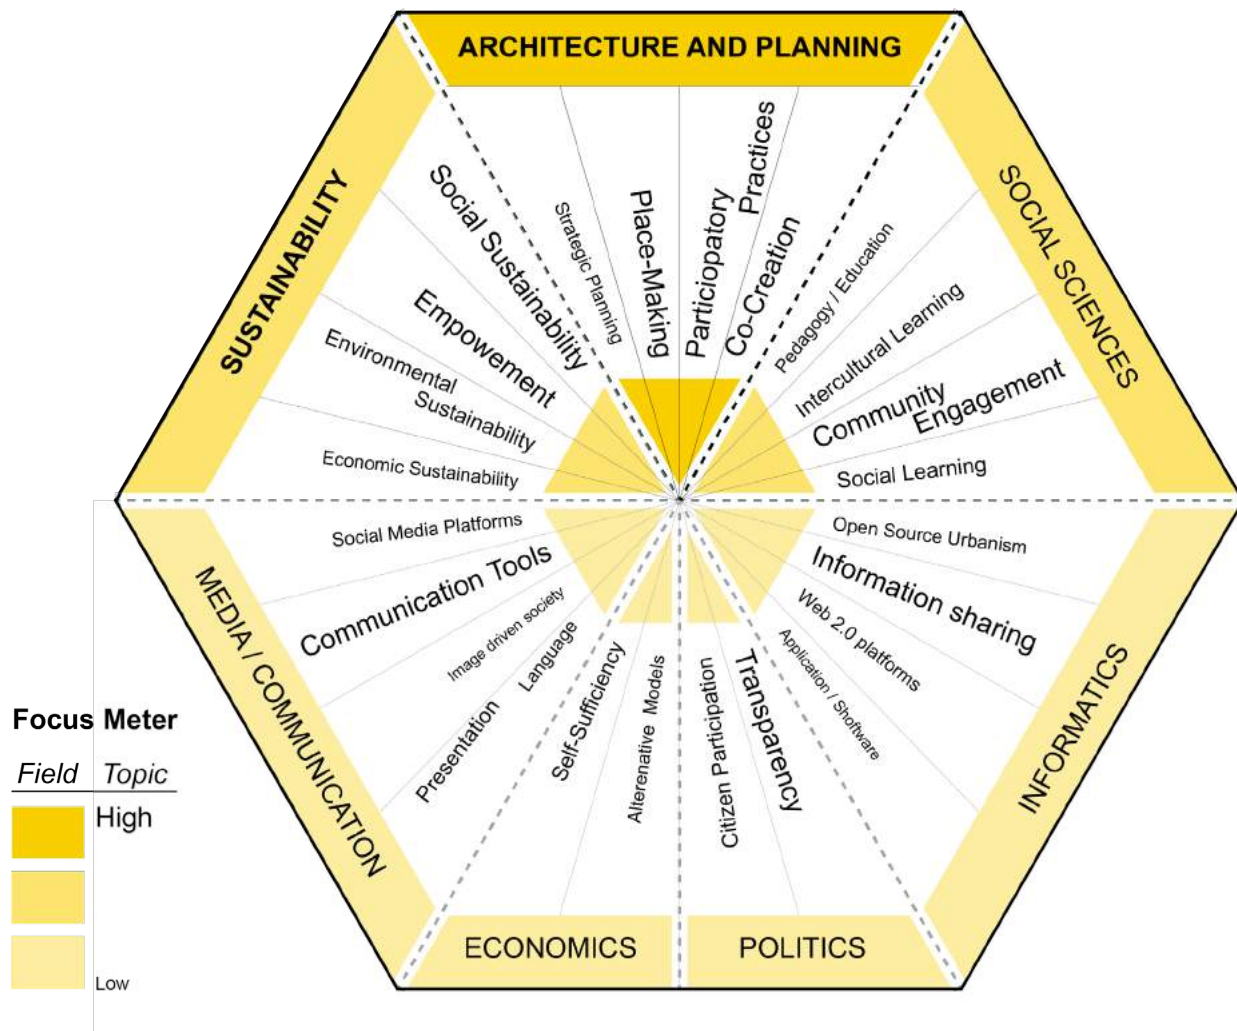 ARCHITECTURE AND PLANNING
SUSTAINABILITY
SOCIAL SCIENCES
Social Sustainability
Empowement
Environmental
Sustainability
Economic Sustainability
Strategic Planning
Place-Making
Particiopatory
Practices
Co-Creation
Pedagogy / Education
Intercultural Learning
Community
Engagement
Social Learning
Social Media Platforms
Communication Tools
Image driven society
Presentation
Language
MEDIA / COMMUNICATION
Self-Sufficiency
Alterenative Models
ECONOMICS
Citizen Participation
Transparency
POLITICS
Open Source Urbanism
Information sharing
Web 2.0 platforms
Application / Shoftware
INFORMATICS
Focus Meter
Field Topic
High
Low